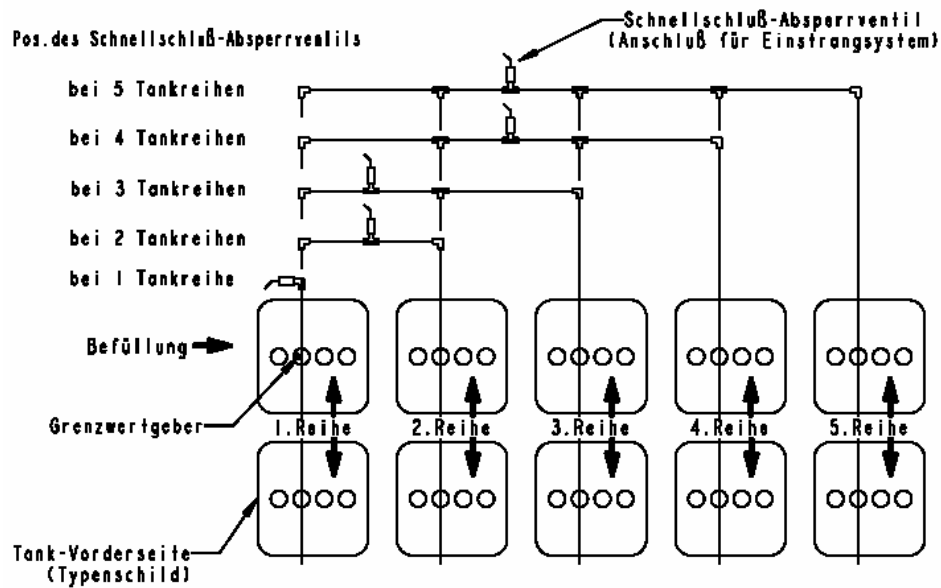 Schnellschluß-Absperrventil
(Anschluß für Einstrangsystem)
Pos.des Schnellschluß-Absperrventils
bei 5 Tankreihen
bei 4 Tankreihen
bei 3 Tankreihen
bei 2 Tankreihen
bei 1 Tankreihe
Befüllung
Grenzwertgeber
1.Reihe
2.Reihe
3.Reihe
4.Reihe
5.Reihe
Tank-Vorderseite
(Typenschild)